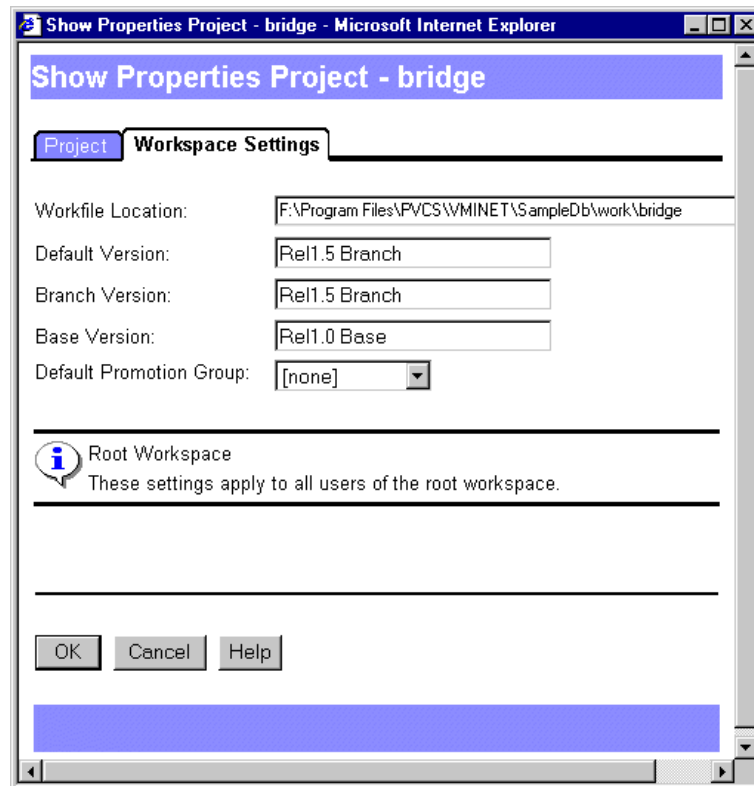 Show Properties Project - bridge - Microsoft Internet Explorer
Show Properties Project - bridge
Project Workspace Settings
Workfile Location: F:\Program Files\PVCS\VMINET\SampleDb\work\bridge
Default Version: Rel1.5 Branch
Branch Version: Rel1.5 Branch
Base Version: Rel1.0 Base
Default Promotion Group: [none]
Root Workspace
These settings apply to all users of the root workspace.
OK Cancel Help